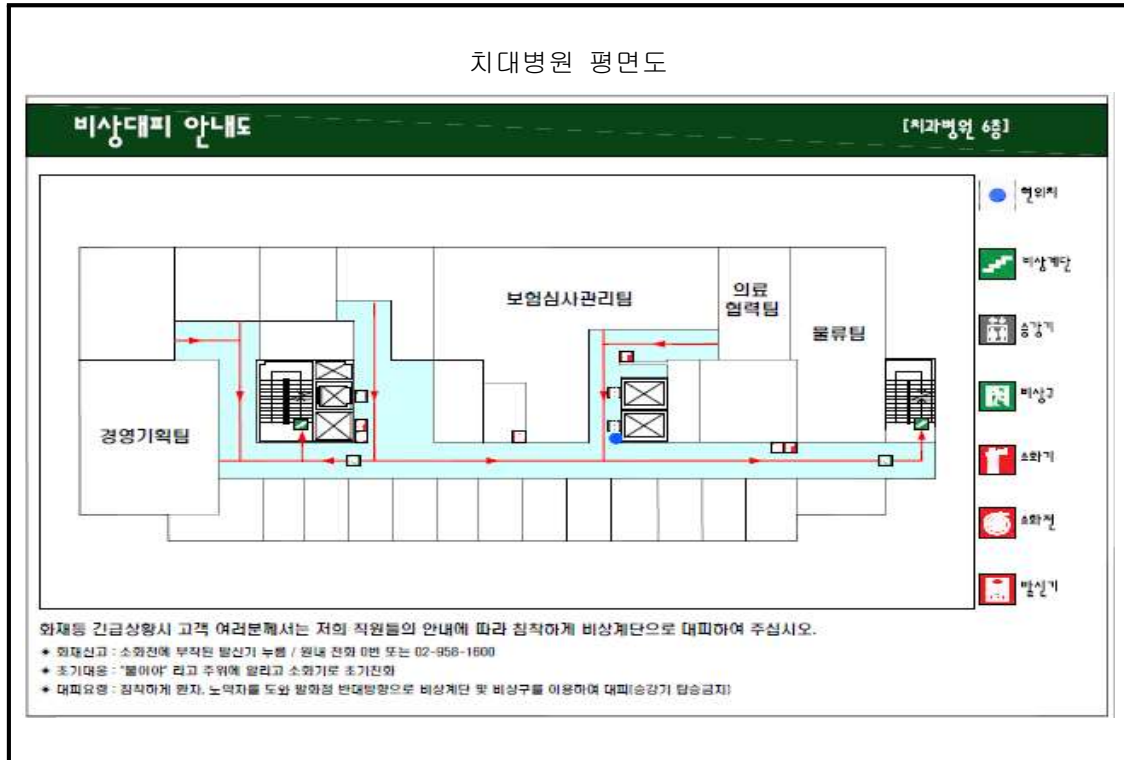 치대병원 평면도
비상대피 안내도
[치과병원 6층]
현위치
비상계단
승강기
비상구
소화기
소화전
발신기
보험심사관리팀
의료
협력팀
물류팀
경영기획팀
화재등 긴급상황시 고객 여러분께서는 저희 직원들의 안내에 따라 침착하게 비상계단으로 대피하여 주십시오.
* 화재신고 : 소화전에 부착된 발신기 누름 / 원내 전화 0번 또는 02-958-1600
* 초기대응 : "불이야" 라고 주위에 알리고 소화기로 초기진화
* 대피요령 : 침착하게 환자, 노약자를 도와 발화점 반대방향으로 비상계단 및 비상구를 이용하여 대피(승강기 탑승금지)